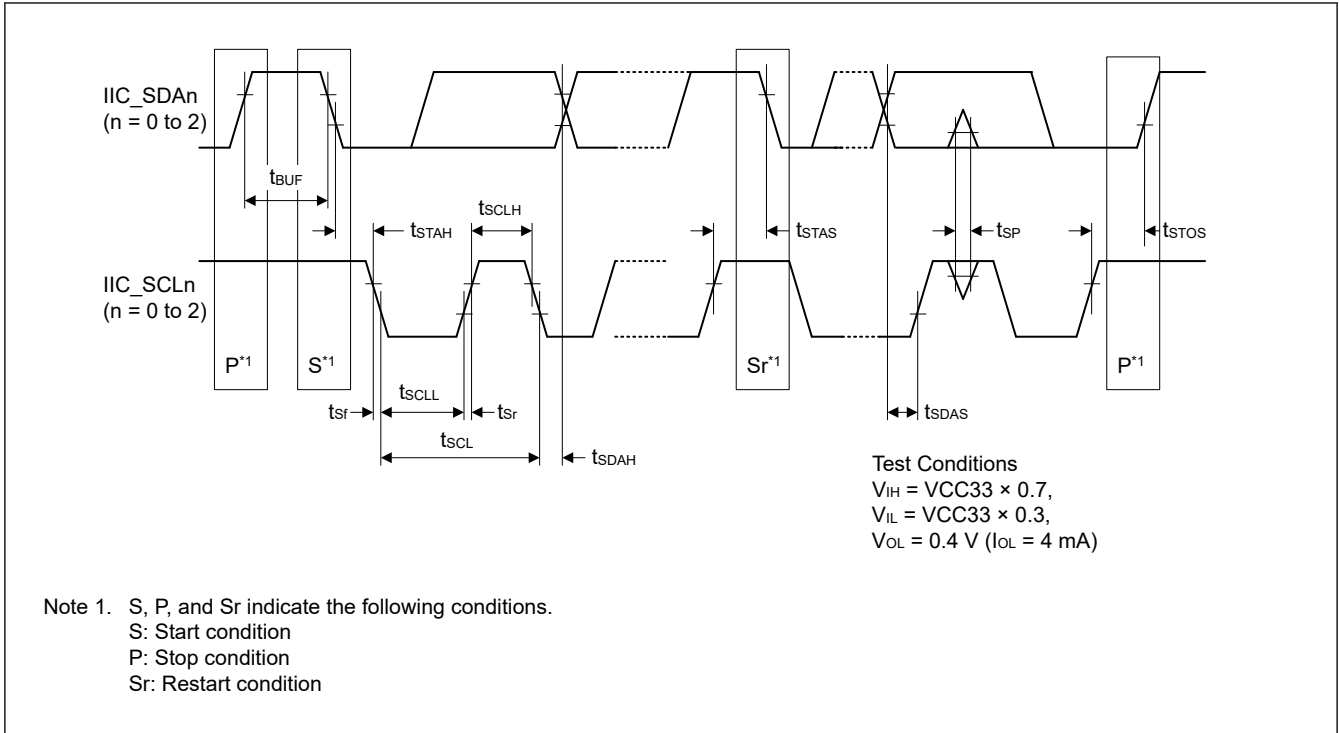 IIC_SDAn
(n = 0 to 2)
tBUF
tSCLH
tSTAH
tSTAS
tSP
tSTOS
IIC_SCLn
(n = 0 to 2)
P*1
S*1
Sr*1
P*1
tSCLL
tSf
tSr
tSDAS
tSCL
tSDAH
Test Conditions
VIH = VCC33 × 0.7,
VIL = VCC33 × 0.3,
VOL = 0.4 V (IOL = 4 mA)
Note 1. S, P, and Sr indicate the following conditions.
S: Start condition
P: Stop condition
Sr: Restart condition